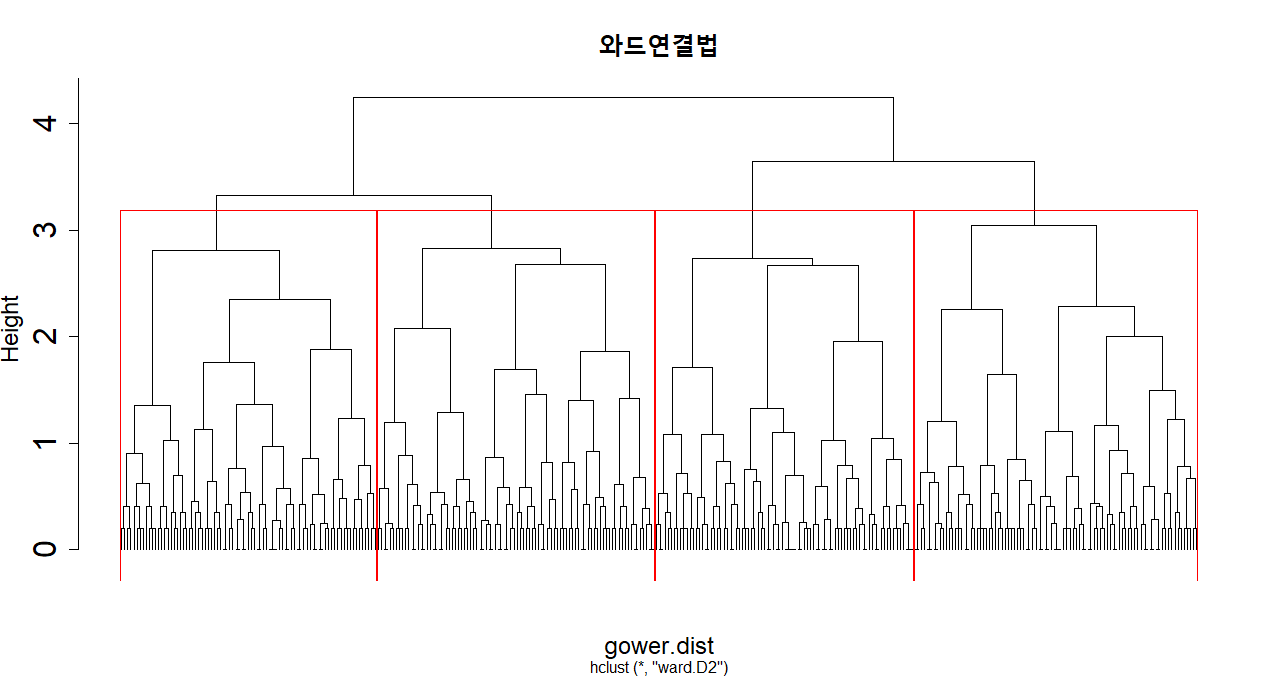 와드연결법
4
3
2
1
0
Height
gower.dist
hclust (*, "ward.D2")